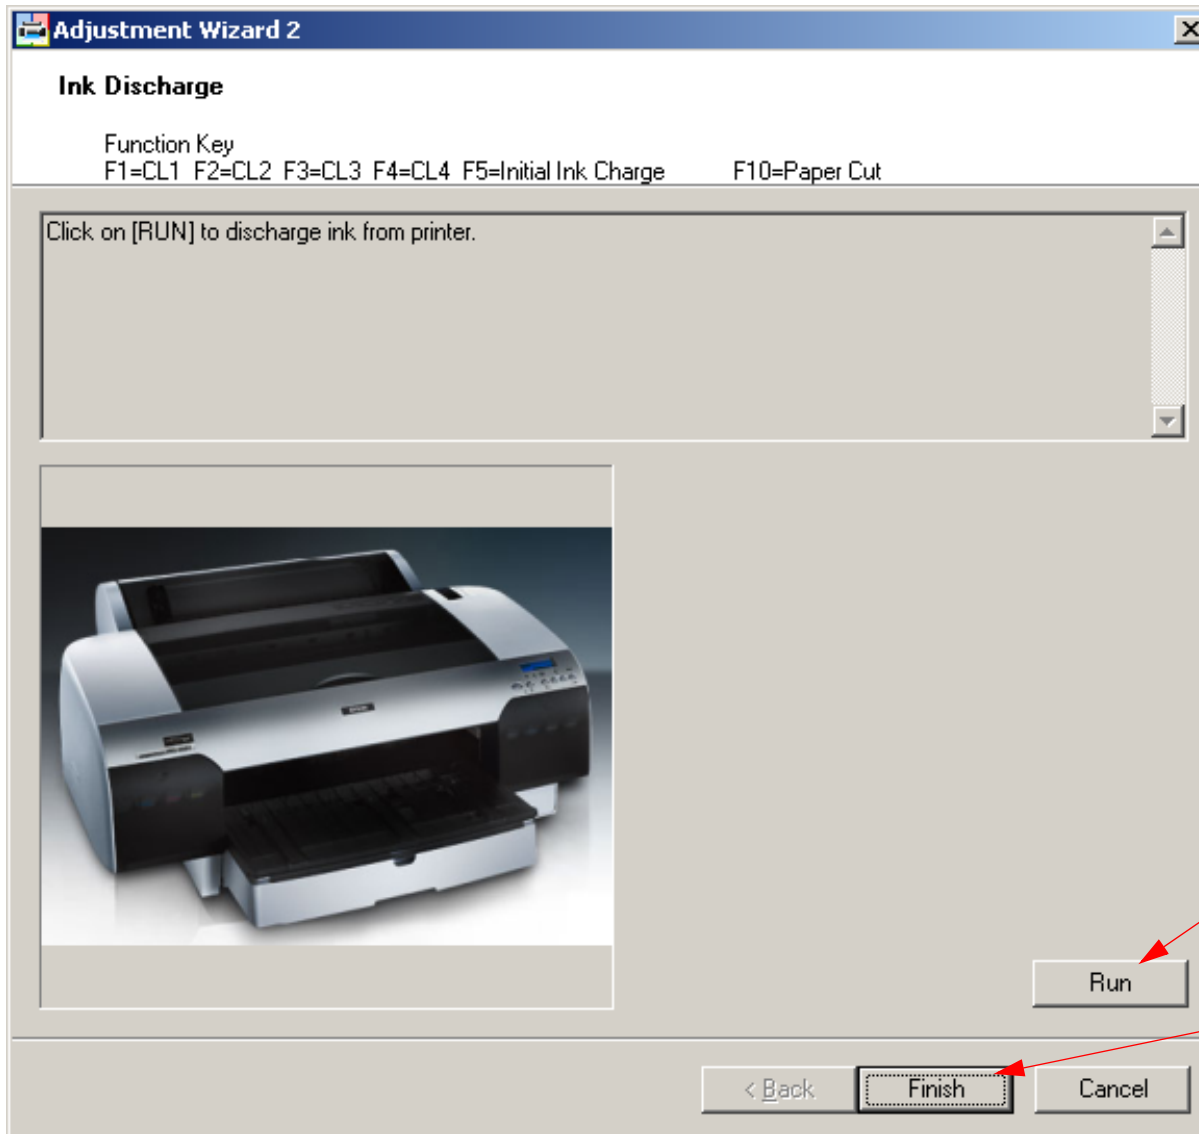 Adjustment Wizard 2
Ink Discharge
Function Key
F1=CL1 F2=CL2 F3=CL3 F4=CL4 F5=Initial Ink Charge F10=Paper Cut
Click on [RUN] to discharge ink from printer.
EPSON
Run
< Back
Finish
Cancel